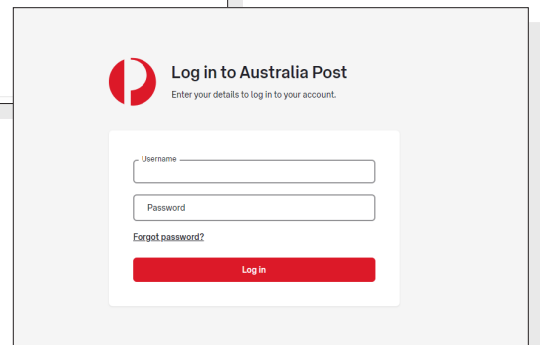 Log in to Australia Post
Enter your details to log in to your account.
Username
Password
Forgot password?
Log in